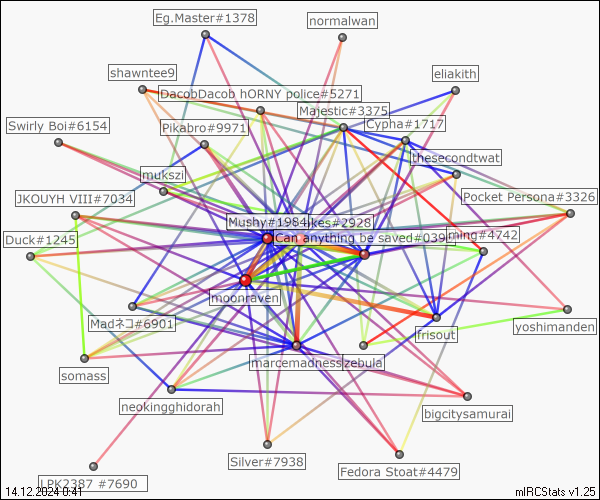 Eg.Master#1378
normalwan
shawntee9
eliakith
DacobDacob hORNY police#5271
Majestic#3375
Swirly Boi#6154
Pikabro#9971
Cypha#1717
thesecondtwat
mukszi
JKOUYH VIII#7034
Pocket Persona#3326
Mushy#1984
kes#2928
Duck#1245
Can anything be saved#039
ming#4742
moonraven
Madネコ#6901
frisout
yoshimanden
marcemadness
zebula
somass
neokingghidorah
bigcitysamurai
Silver#7938
Fedora Stoat#4479
LPK2387 #7690
14.12.2024 0:41
mIRCStats v1.25